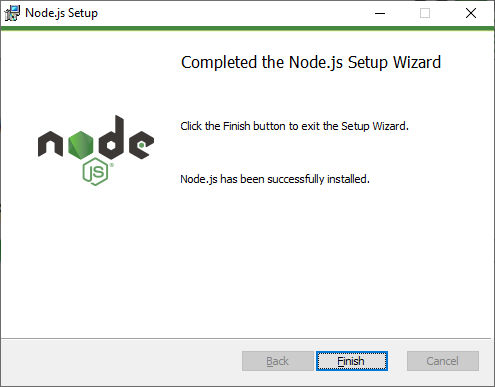 Node.js Setup
Completed the Node.js Setup Wizard
Click the Finish button to exit the Setup Wizard.
node
JS®
Node.js has been successfully installed.
Back
Finish
Cancel